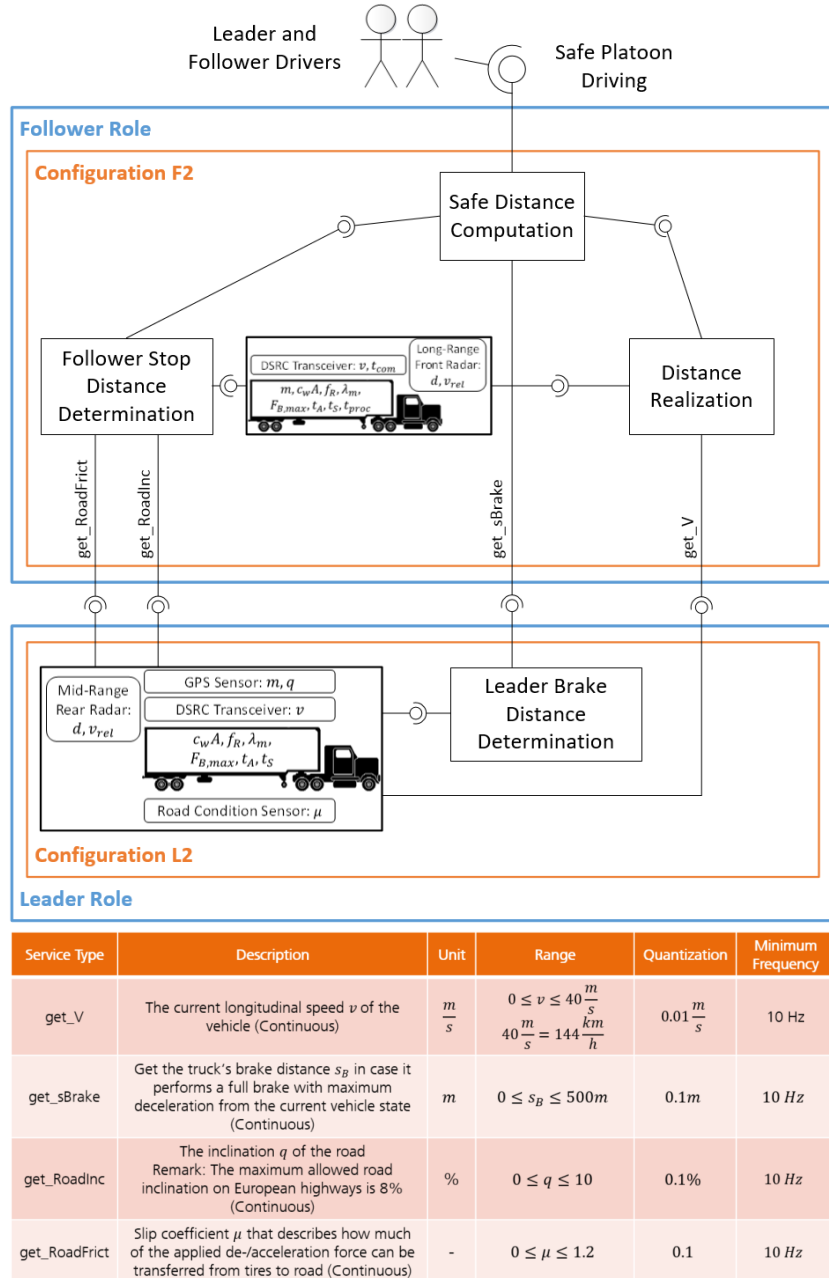 Leader and
Follower Drivers
Safe Platoon
Driving
Follower Role
Configuration F2
Safe Distance
Computation
Follower Stop
Distance
Determination
DSRC Transceiver: v, t_com
Long-Range
Front Radar:
d, v_rel
m, c_wA, f_R, λ_m,
F_B,max, t_A, t_S, t_proc
Distance
Realization
get_RoadFrict
get_RoadInc
get_sBrake
get_V
Mid-Range
Rear Radar:
d, v_rel
GPS Sensor: m, q
DSRC Transceiver: v
c_wA, f_R, λ_m,
F_B,max, t_A, t_S
Road Condition Sensor: μ
Leader Brake
Distance
Determination
Configuration L2
Leader Role
Service Type Description Unit Range Quantization Minimum Frequency
get_V
The current longitudinal speed v of the
vehicle (Continuous)
m/s
0 ≤ v ≤ 40 m/s
40 m/s = 144 km/h
0.01 m/s
10 Hz
get_sBrake
Get the truck's brake distance s_B in case it
performs a full brake with maximum
deceleration from the current vehicle state
(Continuous)
m
0 ≤ s_B ≤ 500m
0.1m
10 Hz
get_RoadInc
The inclination q of the road
Remark: The maximum allowed road
inclination on European highways is 8%
(Continuous)
%
0 ≤ q ≤ 10
0.1%
10 Hz
get_RoadFrict
Slip coefficient μ that describes how much
of the applied de-/acceleration force can be
transferred from tires to road (Continuous)
-
0 ≤ μ ≤ 1.2
0.1
10 Hz